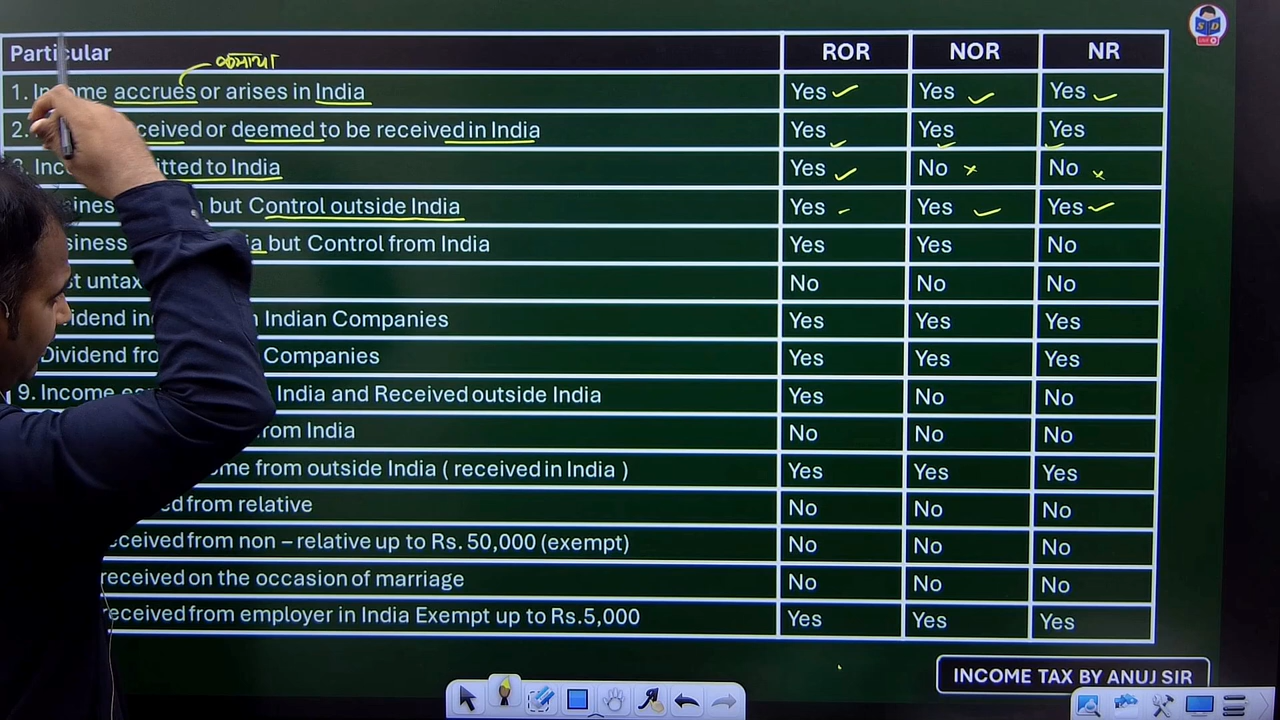 Particular ROR NOR NR
कमाया
1. Income accrues or arises in India Yes Yes Yes
2. ceived or deemed to be received in India Yes Yes Yes
3. Inc tted to India Yes No No
iness but Control outside India Yes Yes Yes
siness ia but Control from India Yes Yes No
st untax No No No
idend in Indian Companies Yes Yes Yes
Dividend fro Companies Yes Yes Yes
9. Income India and Received outside India Yes No No
from India No No No
ome from outside India ( received in India ) Yes Yes Yes
ed from relative No No No
eceived from non – relative up to Rs. 50,000 (exempt) No No No
received on the occasion of marriage No No No
received from employer in India Exempt up to Rs.5,000 Yes Yes Yes
INCOME TAX BY ANUJ SIR